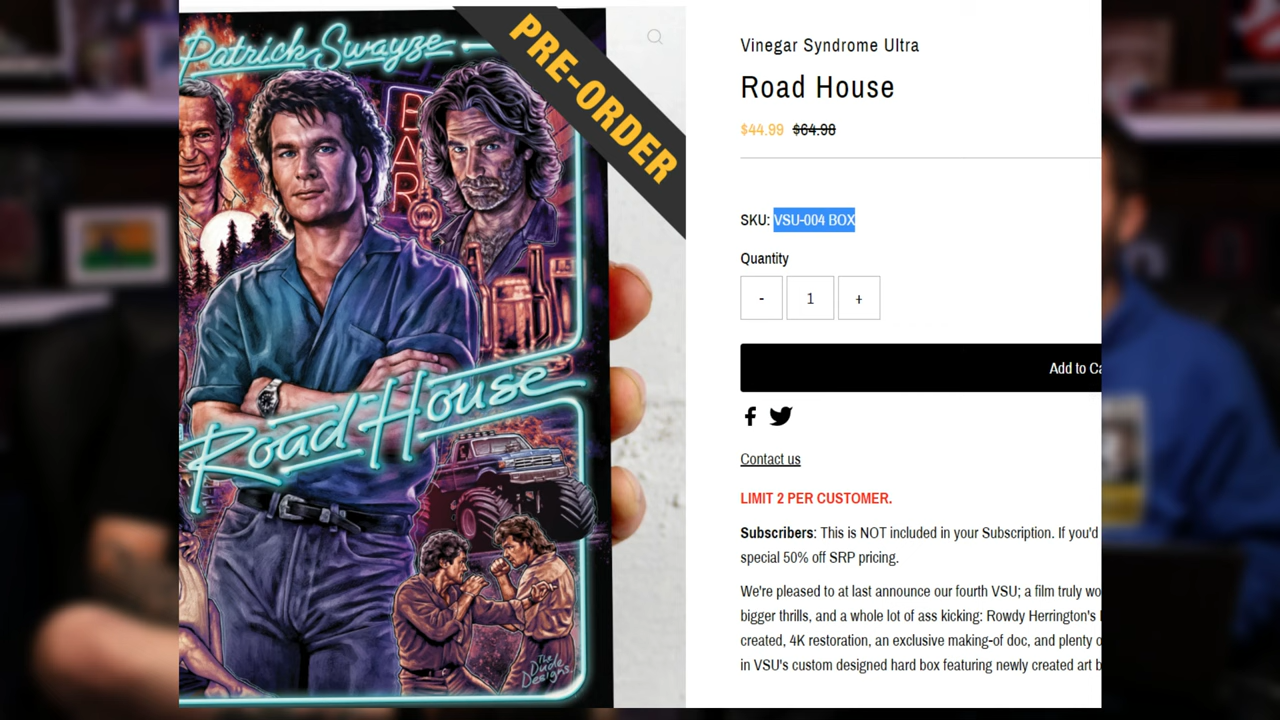 Patrick Swayze
PRE-ORDER
BAR
Road House
The
Dude
Designs
Vinegar Syndrome Ultra
Road House
$44.99 $64.98
SKU: VSU-004 BOX
Quantity
- 1 +
Add to Ca
Contact us
LIMIT 2 PER CUSTOMER.
Subscribers: This is NOT included in your Subscription. If you'd
special 50% off SRP pricing.
We're pleased to at last announce our fourth VSU; a film truly wo
bigger thrills, and a whole lot of ass kicking: Rowdy Herrington's
created, 4K restoration, an exclusive making-of doc, and plenty o
in VSU's custom designed hard box featuring newly created art b